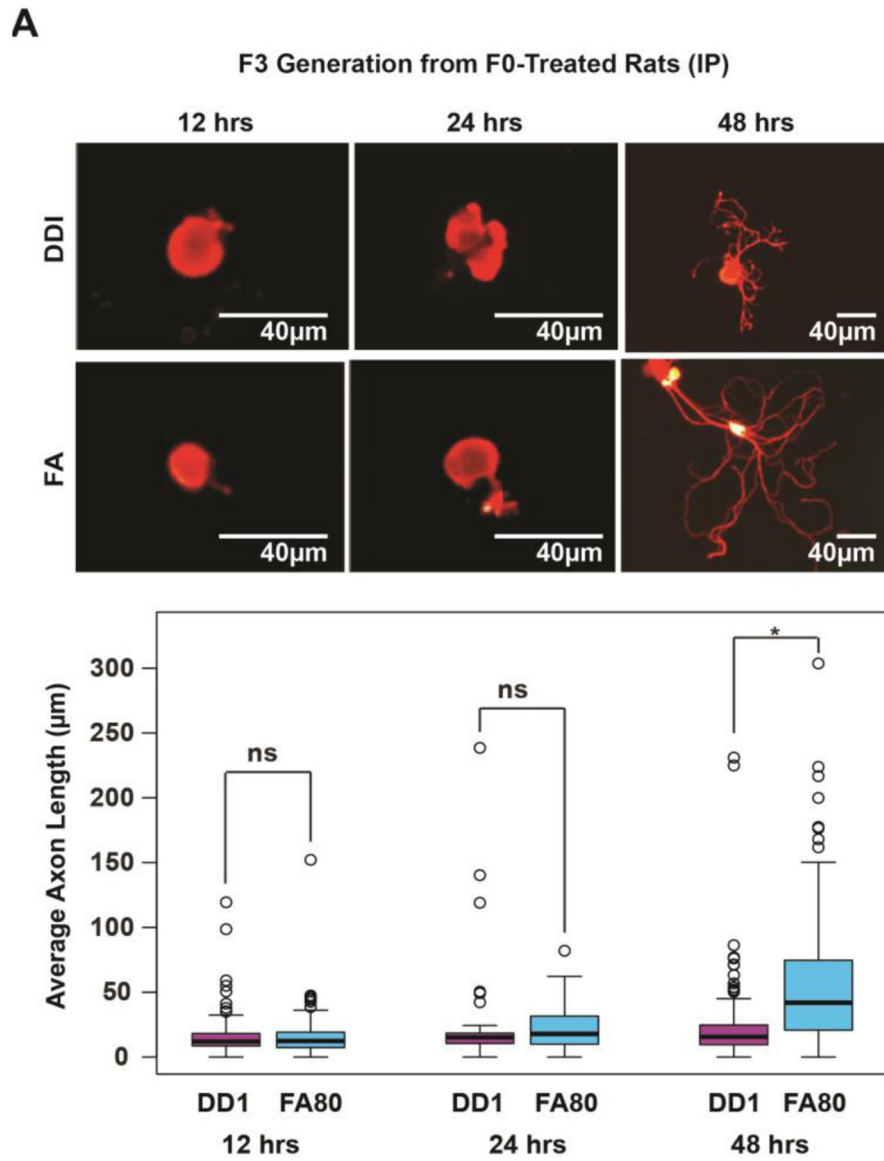 A
F3 Generation from F0-Treated Rats (IP)
12 hrs 24 hrs 48 hrs
DDI
40µm 40µm 40µm
FA
40µm 40µm 40µm
Average Axon Length (µm)
300
250
200
150
100
50
0
ns
ns
*
DD1 FA80 DD1 FA80 DD1 FA80
12 hrs 24 hrs 48 hrs